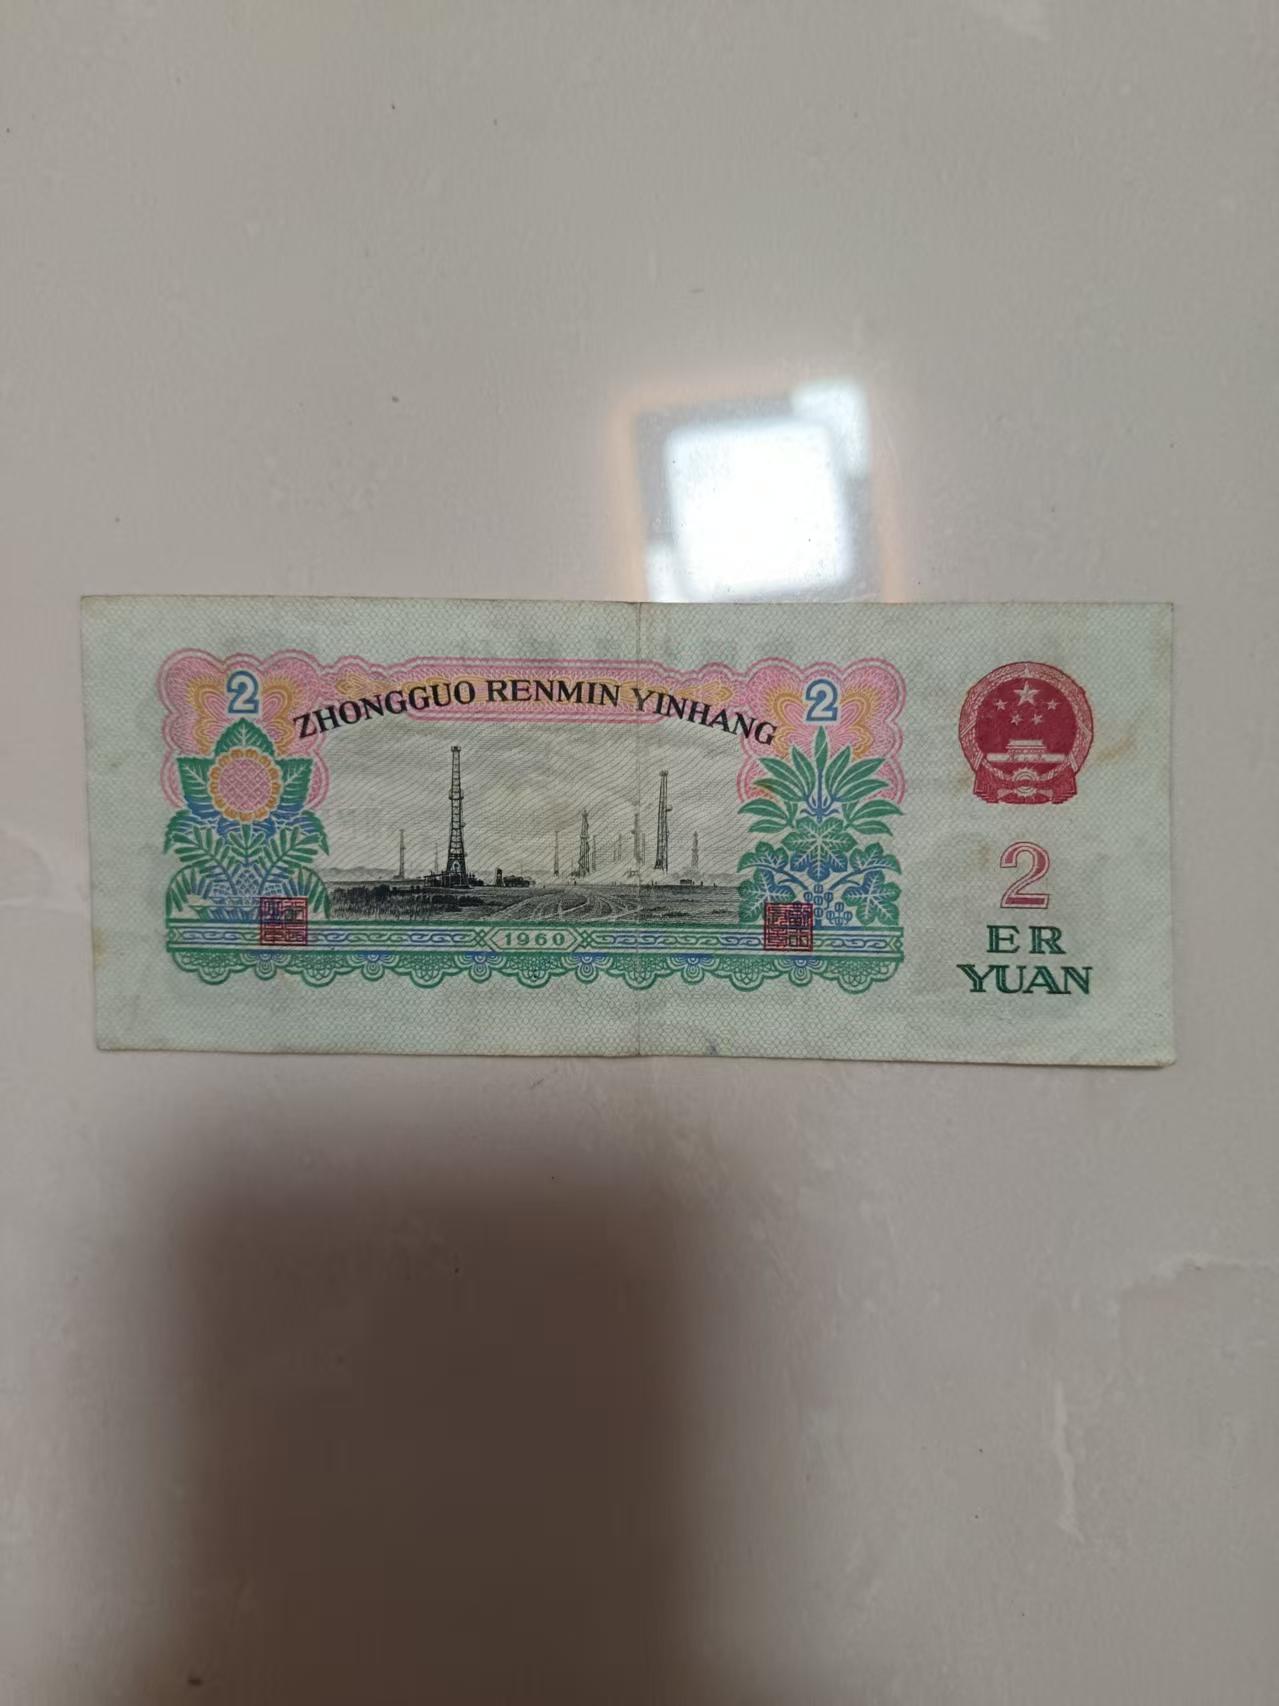 2
ZHONGGUO RENMIN YINHANG
2
1960
2
ER
YUAN